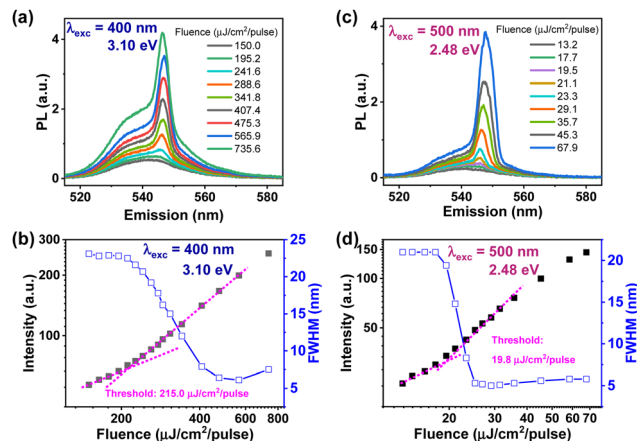 (a)
λexc = 400 nm
3.10 eV
Fluence (μJ/cm²/pulse)
150.0
195.2
241.6
288.6
341.8
407.4
475.3
565.9
735.6
PL (a.u.)
4
2
0
520 540 560 580
Emission (nm)
(c)
λexc = 500 nm
2.48 eV
Fluence (μJ/cm²/pulse)
13.2
17.7
19.5
21.1
23.3
29.1
35.7
45.3
67.9
PL (a.u.)
4
2
0
520 540 560 580
Emission (nm)
(b)
λexc = 400 nm
3.10 eV
Threshold: 215.0 μJ/cm²/pulse
Intensity (a.u.)
300
200
100
FWHM (nm)
25
20
15
10
5
200 400 600 800
Fluence (μJ/cm²/pulse)
(d)
λexc = 500 nm
2.48 eV
Threshold:
19.8 μJ/cm²/pulse
Intensity (a.u.)
150
100
50
FWHM (nm)
20
15
10
5
20 30 40 50 60 70
Fluence (μJ/cm²/pulse)